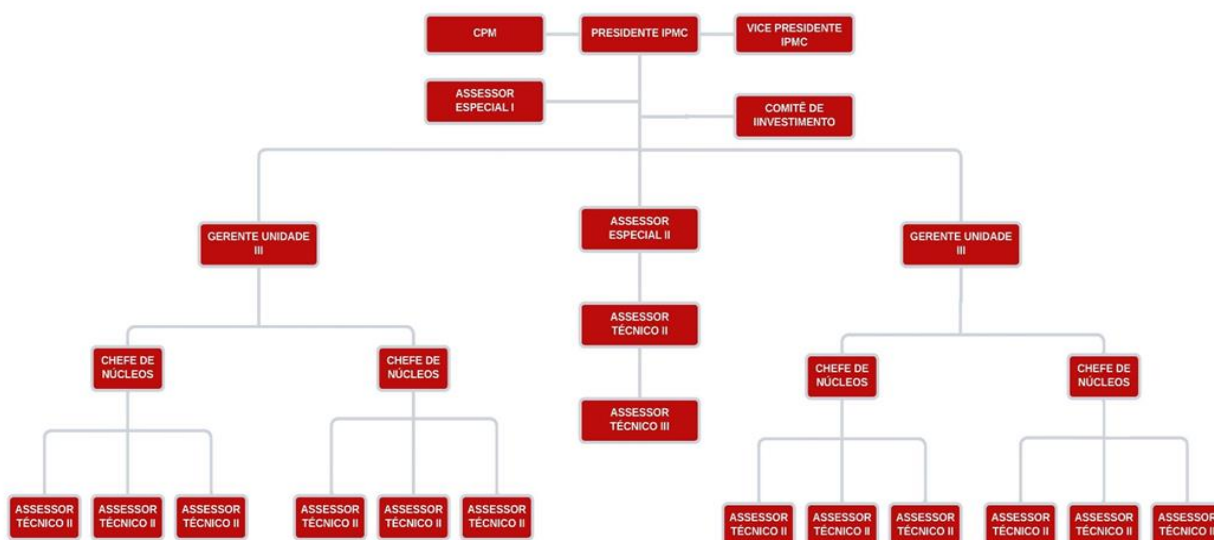 CPM
PRESIDENTE IPMC
VICE PRESIDENTE
IPMC
ASSESSOR
ESPECIAL I
COMITÊ DE
IINVESTIMENTO
GERENTE UNIDADE
III
ASSESSOR
ESPECIAL II
GERENTE UNIDADE
III
ASSESSOR
TÉCNICO II
CHEFE DE
NÚCLEOS
CHEFE DE
NÚCLEOS
CHEFE DE
NÚCLEOS
CHEFE DE
NÚCLEOS
ASSESSOR
TÉCNICO III
ASSESSOR
TÉCNICO II
ASSESSOR
TÉCNICO II
ASSESSOR
TÉCNICO II
ASSESSOR
TÉCNICO II
ASSESSOR
TÉCNICO II
ASSESSOR
TÉCNICO II
ASSESSOR
TÉCNICO II
ASSESSOR
TÉCNICO II
ASSESSOR
TÉCNICO II
ASSESSOR
TÉCNICO II
ASSESSOR
TÉCNICO II
ASSESSOR
TÉCNICO II